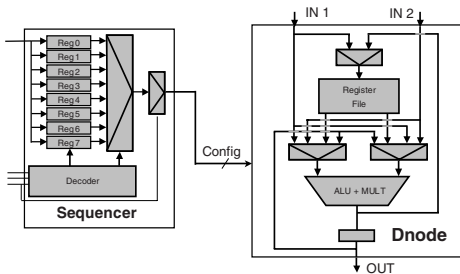 IN 1 IN 2
Reg0
Reg1
Reg2
Reg3
Reg4
Reg5
Reg6
Reg7
Decoder
Sequencer
Config
Register
File
ALU + MULT
Dnode
OUT